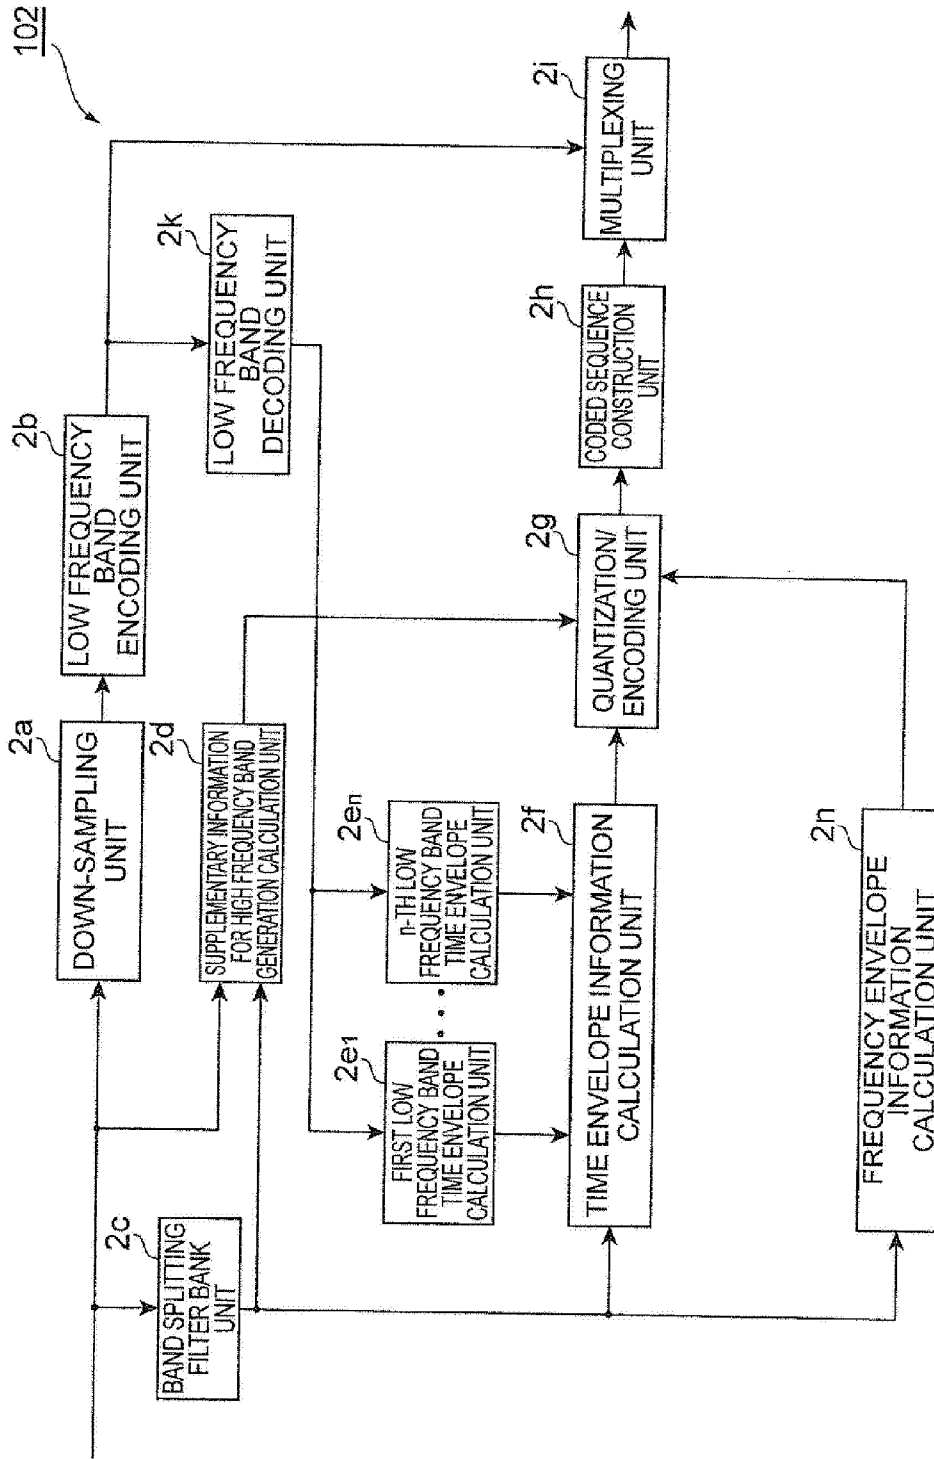 102
2a
DOWN-SAMPLING
UNIT
2b
LOW FREQUENCY
BAND
ENCODING UNIT
2c
BAND SPLITTING
FILTER BANK
UNIT
2d
SUPPLEMENTARY INFORMATION
FOR HIGH FREQUENCY BAND
GENERATION CALCULATION UNIT
2k
LOW FREQUENCY
BAND
DECODING UNIT
2e1
FIRST LOW
FREQUENCY BAND
TIME ENVELOPE
CALCULATION UNIT
• • •
2en
n-TH LOW
FREQUENCY BAND
TIME ENVELOPE
CALCULATION UNIT
2f
TIME ENVELOPE INFORMATION
CALCULATION UNIT
2g
QUANTIZATION/
ENCODING UNIT
2h
CODED SEQUENCE
CONSTRUCTION
UNIT
2i
MULTIPLEXING
UNIT
2n
FREQUENCY ENVELOPE
INFORMATION
CALCULATION UNIT